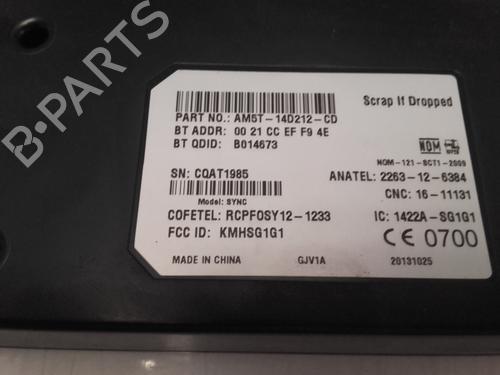 B-PARTS
PART NO.: AM5T-14D212-CD
Scrap If Dropped
BT ADDR: 00 21 CC EF F9 4E
BT QDID: B014673
NOM
NOM-121-SCT1-2009
SN: CQAT1985
ANATEL: 2263-12-6384
CNC: 16-11131
Model: SYNC
COFETEL: RCPFOSY12-1233
IC: 1422A-SG1G1
FCC ID: KMHSG1G1
CE 0700
MADE IN CHINA
GJV1A
20131025